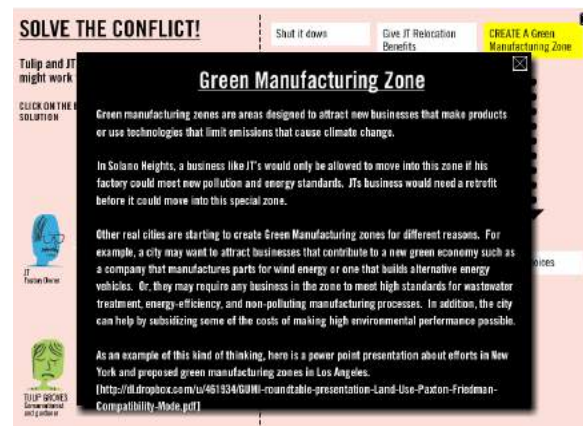 SOLVE THE CONFLICT!
Shut it down
Give JT Relocation
Benefits
CREATE A Green
Manufacturing Zone
Tulip and JT
might work
CLICK ON THE
SOLUTION
Green Manufacturing Zone
Green manufacturing zones are areas designed to attract new businesses that make products
or use technologies that limit emissions that cause climate change.
In Solano Heights, a business like JT's would only be allowed to move into this zone if his
factory could meet new pollution and energy standards. JTs business would need a retrofit
before it could move into this special
zone.
Other real cities are starting to create Green Manufacturing zones for different reasons. For
example, a city may want to attract businesses that contribute to a new green economy such as
a company that manufactures parts for wind energy or one that builds alternative energy
vehicles. Or, they may require any business in the zone to meet high standards for wastewater
treatment, energy-efficiency, and non-polluting manufacturing processes. In addition, the city
can help by subsidizing some of the costs of making high environmental performance possible.
As an example of this kind of thinking, here is a power point presentation about efforts in New
York and proposed green manufacturing zones in Los Angeles.
[http://dl.dropbox.com/u/461934/GUMI-roundtable-presentation-Land-Use-Paxton-Friedman-
Compatibility-Mode.pdf]
oices
JT
Factory Owner
TULIP GROVES
Conservationist
and gardener